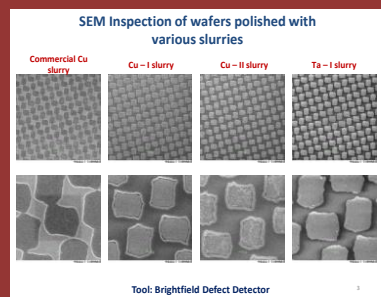 SEM Inspection of wafers polished with
various slurries
Commercial Cu
slurry
Cu – I slurry
Cu – II slurry
Ta – I slurry
Tool: Brightfield Defect Detector